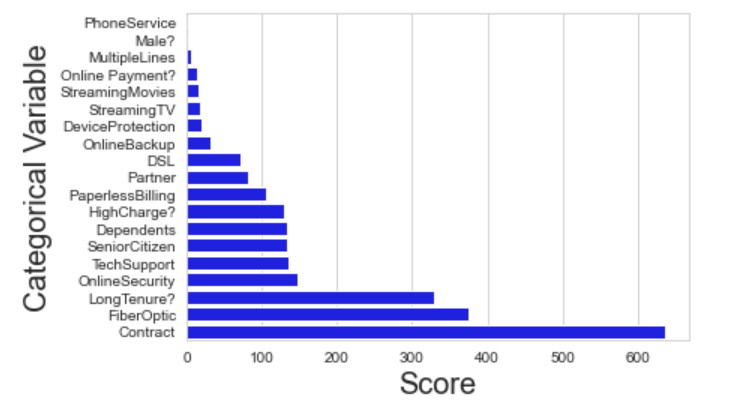 Categorical Variable
PhoneService
Male?
MultipleLines
Online Payment?
StreamingMovies
StreamingTV
DeviceProtection
OnlineBackup
DSL
Partner
PaperlessBilling
HighCharge?
Dependents
SeniorCitizen
TechSupport
OnlineSecurity
LongTenure?
FiberOptic
Contract
0 100 200 300 400 500 600
Score